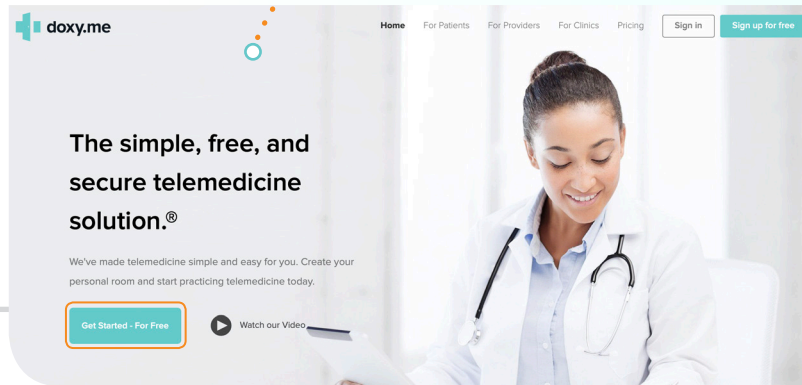 doxy.me
Home For Patients For Providers For Clinics Pricing Sign in Sign up for free
The simple, free, and
secure telemedicine
solution.®
We've made telemedicine simple and easy for you. Create your
personal room and start practicing telemedicine today.
Get Started - For Free Watch our Video